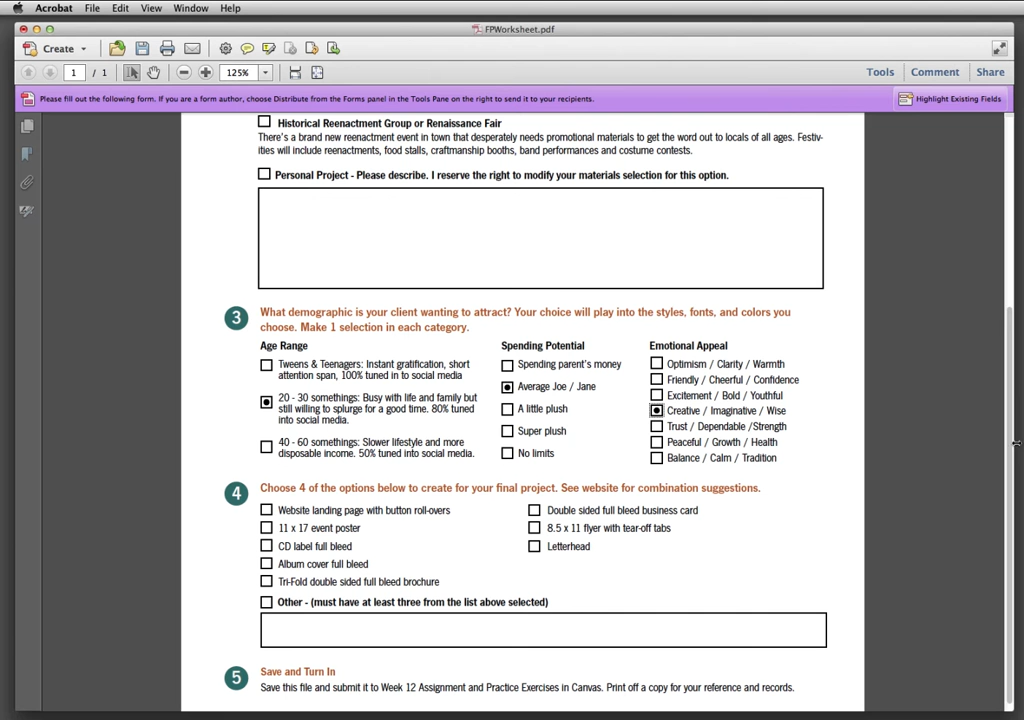 Acrobat File Edit View Window Help
FPWorksheet.pdf
Create
1 / 1 125% Tools Comment Share
Please fill out the following form. If you are a form author, choose Distribute from the Forms panel in the Tools Pane on the right to send it to your recipients. Highlight Existing Fields
Historical Reenactment Group or Renaissance Fair
There's a brand new reenactment event in town that desperately needs promotional materials to get the word out to locals of all ages. Festiv-
ities will include reenactments, food stalls, craftmanship booths, band performances and costume contests.
Personal Project - Please describe. I reserve the right to modify your materials selection for this option.
3 What demographic is your client wanting to attract? Your choice will play into the styles, fonts, and colors you
choose. Make 1 selection in each category.
Age Range
Tweens & Teenagers: Instant gratification, short
attention span, 100% tuned in to social media
20 - 30 somethings: Busy with life and family but
still willing to splurge for a good time. 80% tuned
into social media.
40 - 60 somethings: Slower lifestyle and more
disposable income. 50% tuned into social media.
Spending Potential
Spending parent's money
Average Joe / Jane
A little plush
Super plush
No limits
Emotional Appeal
Optimism / Clarity / Warmth
Friendly / Cheerful / Confidence
Excitement / Bold / Youthful
Creative / Imaginative / Wise
Trust / Dependable /Strength
Peaceful / Growth / Health
Balance / Calm / Tradition
4 Choose 4 of the options below to create for your final project. See website for combination suggestions.
Website landing page with button roll-overs
11 x 17 event poster
CD label full bleed
Album cover full bleed
Tri-Fold double sided full bleed brochure
Double sided full bleed business card
8.5 x 11 flyer with tear-off tabs
Letterhead
Other - (must have at least three from the list above selected)
5 Save and Turn In
Save this file and submit it to Week 12 Assignment and Practice Exercises in Canvas. Print off a copy for your reference and records.